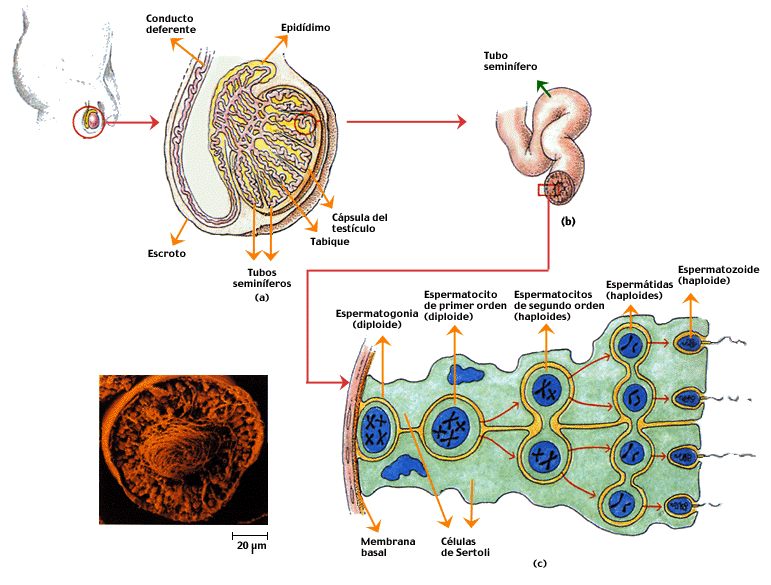 Conducto
deferente
Epidídimo
Cápsula del
testículo
Tabique
Escroto
Tubos
seminíferos
(a)
Tubo
seminífero
(b)
Espermatogonia
(diploide)
Espermatocito
de primer orden
(diploide)
Espermatocitos
de segundo orden
(haploides)
Espermátidas
(haploides)
Espermatozoide
(haploide)
Membrana
basal
Células
de Sertoli
(c)
20 µm